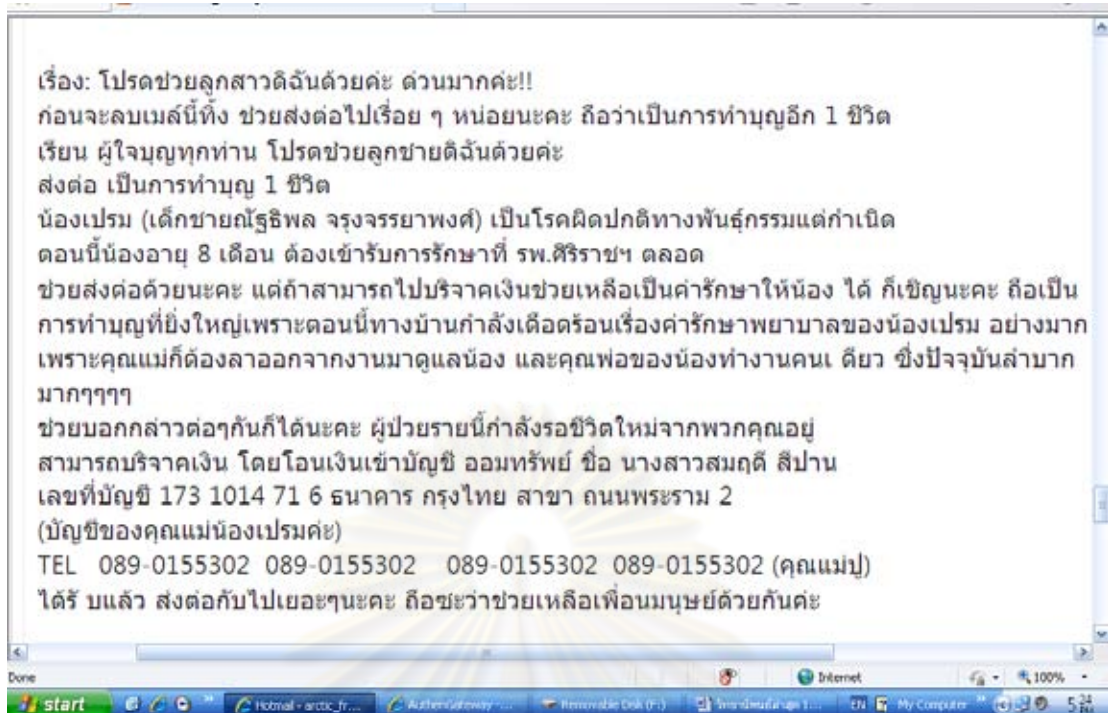 เรื่อง: โปรดช่วยลูกสาวดิฉันด้วยค่ะ ด่วนมากค่ะ!!
ก่อนจะลบเมล์นี้ทิ้ง ช่วยส่งต่อไปเรื่อย ๆ หน่อยนะคะ ถือว่าเป็นการทำบุญอีก 1 ชีวิต
เรียน ผู้ใจบุญทุกท่าน โปรดช่วยลูกชายดิฉันด้วยค่ะ
ส่งต่อ เป็นการทำบุญ 1 ชีวิต
น้องเปรม (เด็กชายณัฐธิพล จรุงจรรยาพงศ์) เป็นโรคผิดปกติทางพันธุ์กรรมแต่กำเนิด
ตอนนี้น้องอายุ 8 เดือน ต้องเข้ารับการรักษาที่ รพ.ศิริราชฯ ตลอด
ช่วยส่งต่อด้วยนะคะ แต่ถ้าสามารถไปบริจาคเงินช่วยเหลือเป็นค่ารักษาให้น้อง ได้ ก็เชิญนะคะ ถือเป็น
การทำบุญที่ยิ่งใหญ่เพราะตอนนี้ทางบ้านกำลังเดือดร้อนเรื่องค่ารักษาพยาบาลของน้องเปรม อย่างมาก
เพราะคุณแม่ก็ต้องลาออกจากงานมาดูแลน้อง และคุณพ่อของน้องทำงานคนเ ดียว ซึ่งปัจจุบันลำบาก
มากๆๆๆๆ
ช่วยบอกกล่าวต่อๆกันก็ได้นะคะ ผู้ป่วยรายนี้กำลังรอชีวิตใหม่จากพวกคุณอยู่
สามารถบริจาคเงิน โดยโอนเงินเข้าบัญชี ออมทรัพย์ ชื่อ นางสาวสมฤดี สีปาน
เลขที่บัญชี 173 1014 71 6 ธนาคาร กรุงไทย สาขา ถนนพระราม 2
(บัญชีของคุณแม่น้องเปรมค่ะ)
TEL 089-0155302 089-0155302 089-0155302 089-0155302 (คุณแม่ปู)
ได้รั บแล้ว ส่งต่อกับไปเยอะๆนะคะ ถือซะว่าช่วยเหลือเพื่อนมนุษย์ด้วยกันค่ะ
Done Internet 100%
start Hotmail - arctic_fr... AuthenGateway -... Removable Disk (F:) EN My Computer 5:24